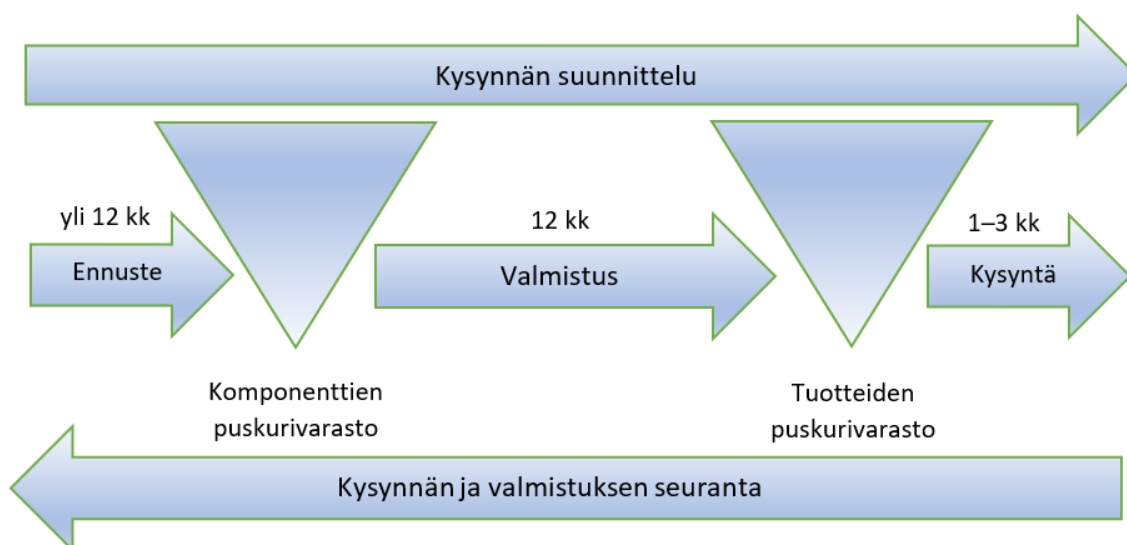 Kysynnän suunnittelu
yli 12 kk
Ennuste
12 kk
Valmistus
1–3 kk
Kysyntä
Komponenttien
puskurivarasto
Tuotteiden
puskurivarasto
Kysynnän ja valmistuksen seuranta